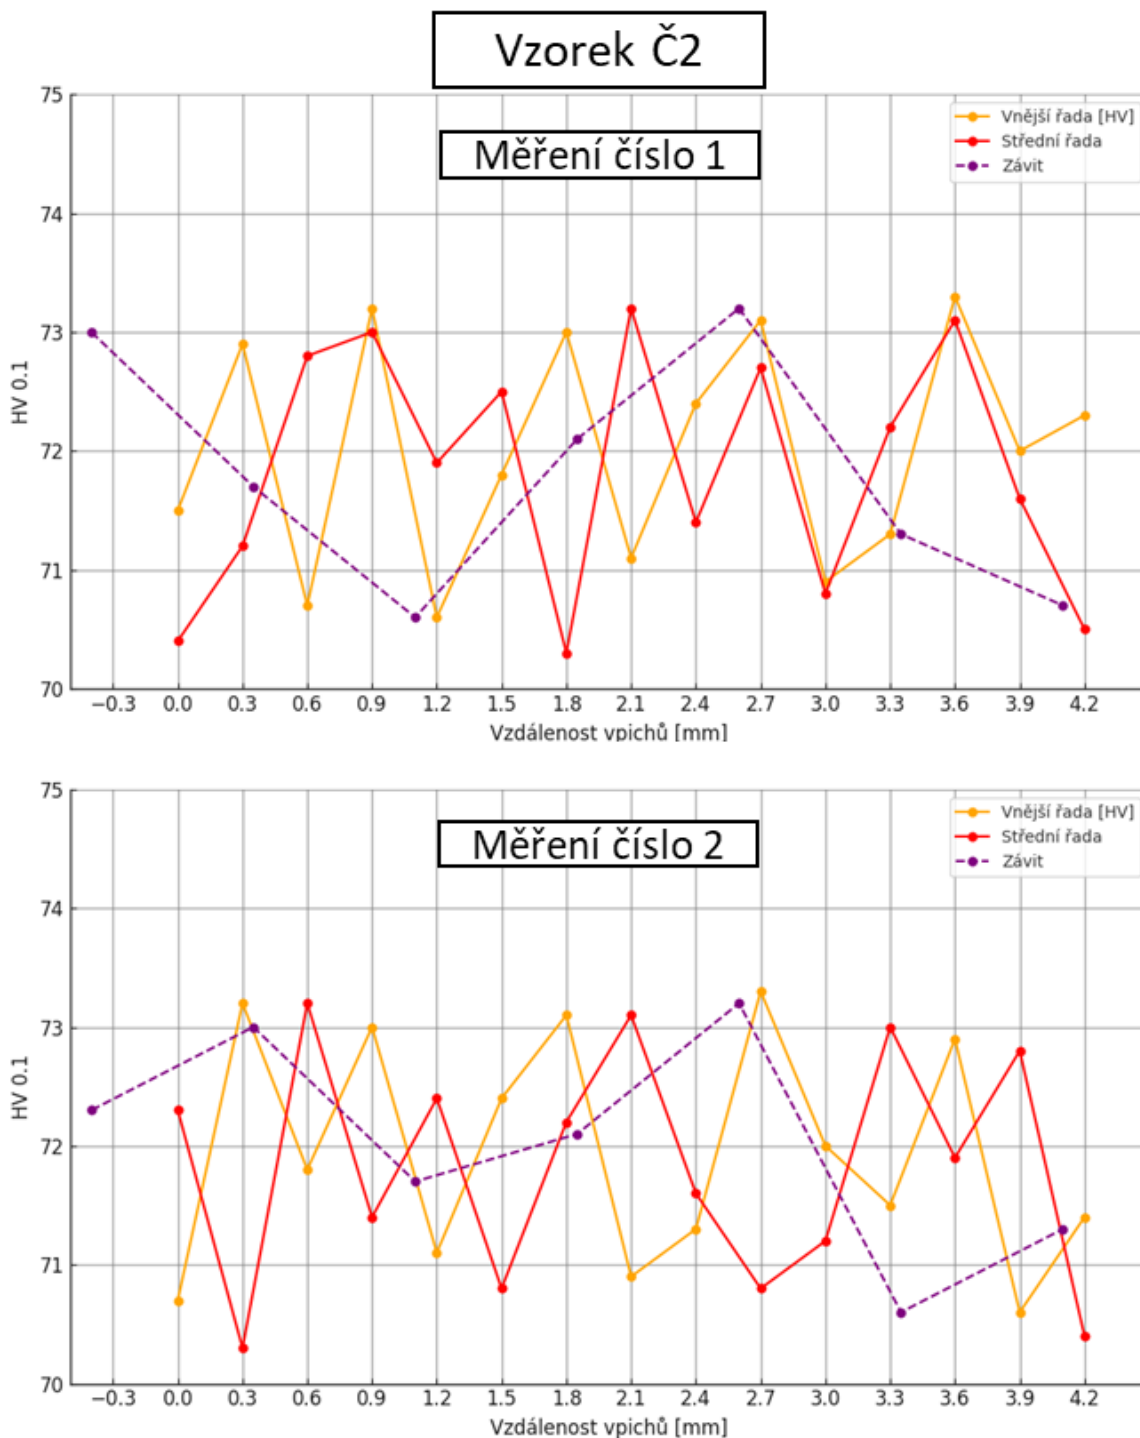 Vzorek Č2
Měření číslo 1
Vnější řada [HV]
Střední řada
Závit
75
74
73
72
71
70
HV 0.1
−0.3 0.0 0.3 0.6 0.9 1.2 1.5 1.8 2.1 2.4 2.7 3.0 3.3 3.6 3.9 4.2
Vzdálenost vpichů [mm]
Měření číslo 2
Vnější řada [HV]
Střední řada
Závit
75
74
73
72
71
70
HV 0.1
−0.3 0.0 0.3 0.6 0.9 1.2 1.5 1.8 2.1 2.4 2.7 3.0 3.3 3.6 3.9 4.2
Vzdálenost vpichů [mm]